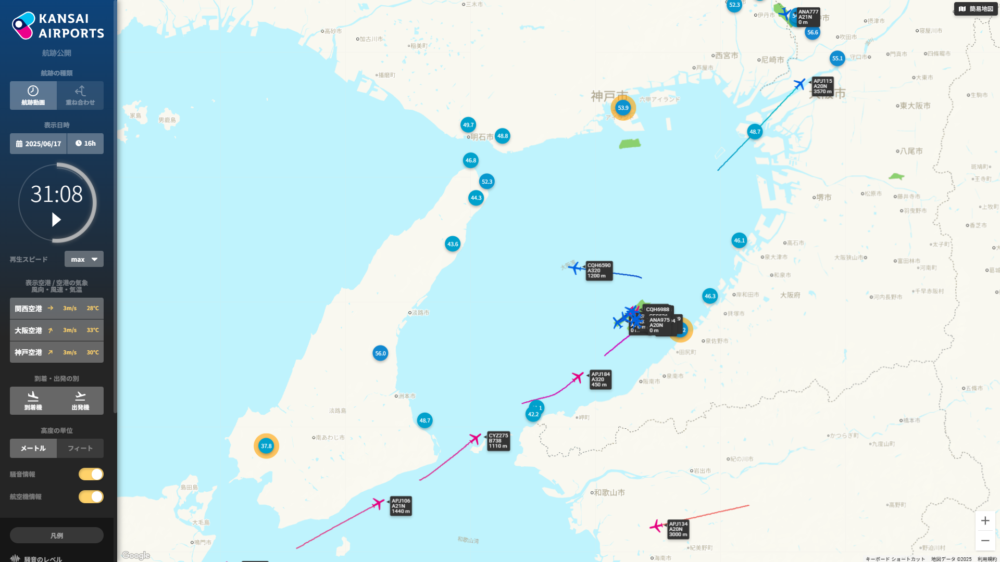 KANSAI
AIRPORTS
航跡公開
航跡の種類
航跡動画
重ね合わせ
表示日時
2025/06/17
16h
31:08
再生スピード
max
表示空港 / 空港の気象
風向・風速・気温
関西空港 3m/s 28℃
大阪空港 3m/s 33℃
神戸空港 3m/s 30℃
到着・出発の別
到着機
出発機
高度の単位
メートル
フィート
騒音情報
航空機情報
凡例
騒音のレベル
簡易地図
三木市
52.3
伊丹市
ANA777
A21N
0 m
摂津市
56.6
吹田市
寝屋川市
高砂市
加古川市
稲美町
西宮市
尼崎市
55.1
守口市
門真市
四條畷市
芦屋市
播磨町
大東市
APJ115
A20N
3570 m
神戸市
六甲アイランド
生駒市
53.9
東大阪市
家島
男鹿島
49.7
明石市
48.8
48.7
八尾市
46.8
斑鳩町
王寺町
52.3
44.3
堺市
松原市
藤井寺市
上牧町
羽曳野市
香芝市
43.6
46.1
高石市
太子町
泉大津市
大阪狭山市
富田林市
河南町
大阪湾
CQH6590
A320
1200 m
和泉市
千早赤阪村
46.3
岸和田市
大阪府
河内長野市
貝塚市
淡路市
CQH6988
ANA975
A20N
0 m
泉佐野市
田尻町
56.0
APJ184
A320
450 m
泉南市
阪南市
五條市
洲本市
淡路島
42.2
岬町
48.7
橋本市
南あわじ市
かつらぎ町
九度山町
CYZ275
B738
1110 m
37.8
紀の川市
岩出市
島田島
和歌山市
高野町
APJ106
A21N
1440 m
大毛島
APJ134
A20N
3000 m
和歌山湾
鳴門市
紀美野町
野迫川村
海南市
Google
キーボード ショートカット
地図データ ©2025
利用規約